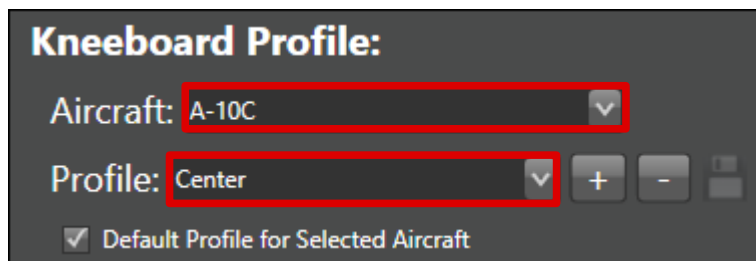 Kneeboard Profile:
Aircraft: A-10C
Profile: Center + -
Default Profile for Selected Aircraft